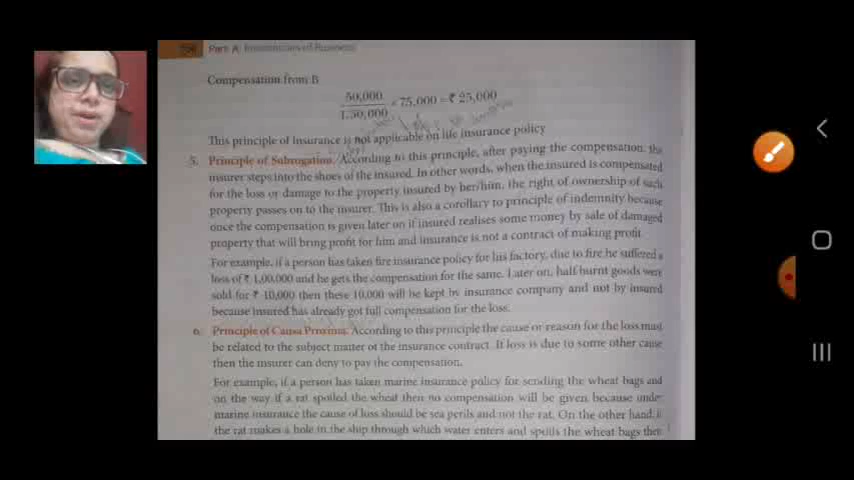 Part A
Compensation from B
50,000
1,50,000
× 75,000 = ₹ 25,000
This principle of insurance is not applicable on life insurance policy
5. Principle of Subrogation. According to this principle, after paying the compensation, the
insurer steps into the shoes of the insured. In other words, when the insured is compensated
for the loss or damage to the property insured by her/him, the right of ownership of such
property passes on to the insurer. This is also a corollary to principle of indemnity because
once the compensation is given later on if insured realises some money by sale of damaged
property that will bring profit for him and insurance is not a contract of making profit
For example, if a person has taken fire insurance policy for his factory, due to fire he suffered a
loss of ₹ 1,00,000 and he gets the compensation for the same. Later on, half burnt goods were
sold for ₹ 10,000 then these 10,000 will be kept by insurance company and not by insured
because insured has already got full compensation for the loss.
6. Principle of Causa Proxima. According to this principle the cause or reason for the loss must
be related to the subject matter of the insurance contract. If loss is due to some other cause
then the insurer can deny to pay the compensation.
For example, if a person has taken marine insurance policy for sending the wheat bags and
on the way if a rat spoiled the wheat then no compensation will be given because under
marine insurance the cause of loss should be sea perils and not the rat. On the other hand if
the rat makes a hole in the ship through which water enters and spoils the wheat bags then